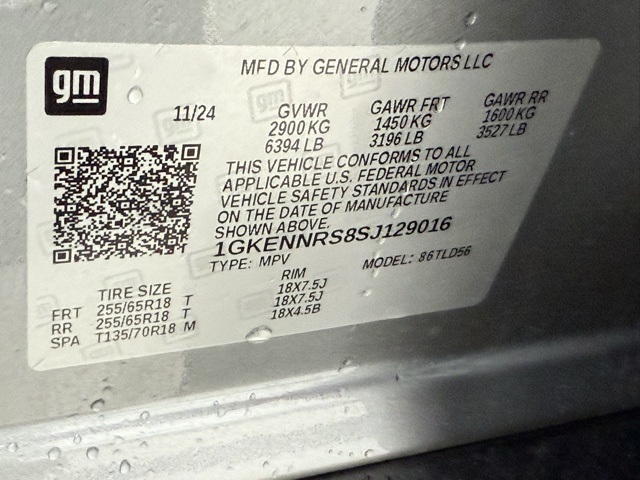 gm
MFD BY GENERAL MOTORS LLC
11/24 GVWR GAWR FRT GAWR RR
2900 KG 1450 KG 1600 KG
6394 LB 3196 LB 3527 LB
THIS VEHICLE CONFORMS TO ALL
APPLICABLE U.S. FEDERAL MOTOR
VEHICLE SAFETY STANDARDS IN EFFECT
ON THE DATE OF MANUFACTURE
SHOWN ABOVE.
1GKENNRS8SJ129016
TYPE: MPV MODEL: 86TLD56
TIRE SIZE RIM
FRT 255/65R18 T 18X7.5J
RR 255/65R18 T 18X7.5J
SPA T135/70R18 M 18X4.5B